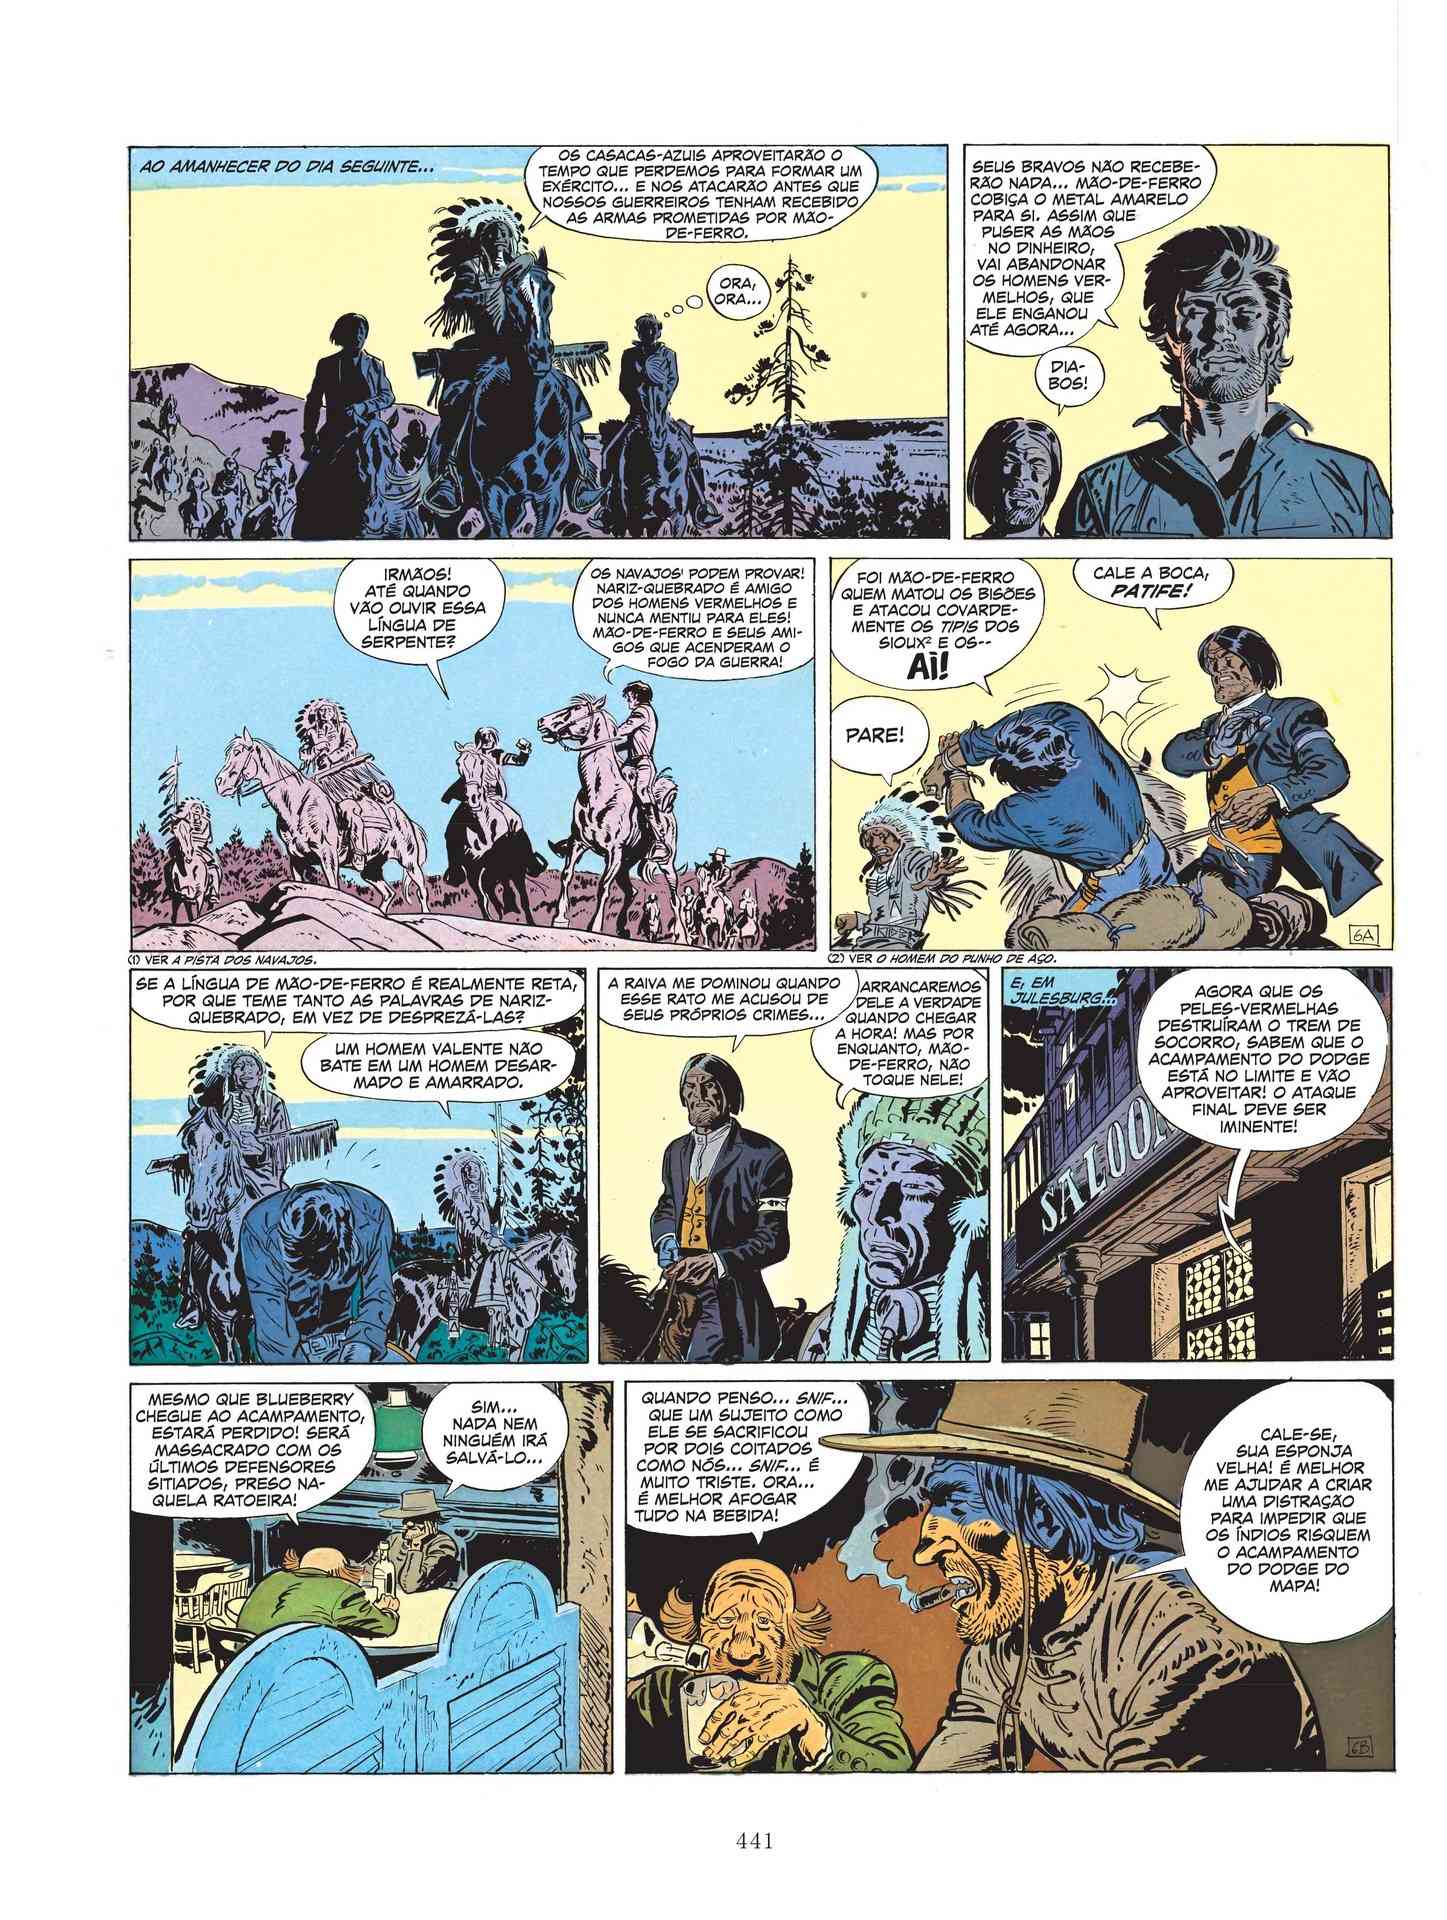 AO AMANHECER DO DIA SEGUINTE...
OS CASACAS-AZUIS APROVEITARÃO O
TEMPO QUE PERDEMOS PARA FORMAR UM
EXÉRCITO... E NOS ATACARÃO ANTES QUE
NOSSOS GUERREIROS TENHAM RECEBIDO
AS ARMAS PROMETIDAS POR MÃO-
DE-FERRO.
ORA,
ORA...
SEUS BRAVOS NÃO RECEBE-
RÃO NADA... MÃO-DE-FERRO
COBIÇA O METAL AMARELO
PARA SI. ASSIM QUE
PUSER AS MÃOS
NO DINHEIRO,
VAI ABANDONAR
OS HOMENS VER-
MELHOS, QUE
ELE ENGANOU
ATÉ AGORA...
DIA-
BOS!
IRMÃOS!
ATÉ QUANDO
VÃO OUVIR ESSA
LÍNGUA DE
SERPENTE?
OS NAVAJOS¹ PODEM PROVAR!
NARIZ-QUEBRADO É AMIGO
DOS HOMENS VERMELHOS E
NUNCA MENTIU PARA ELES!
MÃO-DE-FERRO E SEUS AMI-
GOS QUE ACENDERAM O
FOGO DA GUERRA!
FOI MÃO-DE-FERRO
QUEM MATOU OS BISÕES
E ATACOU COVARDE-
MENTE OS TIPIS DOS
SIOUX² E OS--
AÌ!
CALE A BOCA,
PATIFE!
PARE!
6A
(1) VER A PISTA DOS NAVAJOS.
(2) VER O HOMEM DO PUNHO DE AÇO.
SE A LÍNGUA DE MÃO-DE-FERRO É REALMENTE RETA,
POR QUE TEME TANTO AS PALAVRAS DE NARIZ-
QUEBRADO, EM VEZ DE DESPREZÁ-LAS?
UM HOMEM VALENTE NÃO
BATE EM UM HOMEM DESAR-
MADO E AMARRADO.
A RAIVA ME DOMINOU QUANDO
ESSE RATO ME ACUSOU DE
SEUS PRÓPRIOS CRIMES...
ARRANCAREMOS
DELE A VERDADE
QUANDO CHEGAR
A HORA! MAS POR
ENQUANTO, MÃO-
DE-FERRO, NÃO
TOQUE NELE!
E, EM
JULESBURG...
AGORA QUE OS
PELES-VERMELHAS
DESTRUÍRAM O TREM DE
SOCORRO, SABEM QUE O
ACAMPAMENTO DO DODGE
ESTÁ NO LIMITE E VÃO
APROVEITAR! O ATAQUE
FINAL DEVE SER
IMINENTE!
SALOON
MESMO QUE BLUEBERRY
CHEGUE AO ACAMPAMENTO,
ESTARÁ PERDIDO! SERÁ
MASSACRADO COM OS
ÚLTIMOS DEFENSORES
SITIADOS, PRESO NA-
QUELA RATOEIRA!
SIM...
NADA NEM
NINGUÉM IRÁ
SALVÁ-LO...
QUANDO PENSO... SNIF...
QUE UM SUJEITO COMO
ELE SE SACRIFICOU
POR DOIS COITADOS
COMO NÓS... SNIF... É
MUITO TRISTE. ORA...
É MELHOR AFOGAR
TUDO NA BEBIDA!
CALE-SE,
SUA ESPONJA
VELHA! É MELHOR
ME AJUDAR A CRIAR
UMA DISTRAÇÃO
PARA IMPEDIR QUE
OS ÍNDIOS RISQUEM
O ACAMPAMENTO
DO DODGE DO
MAPA!
6B
441